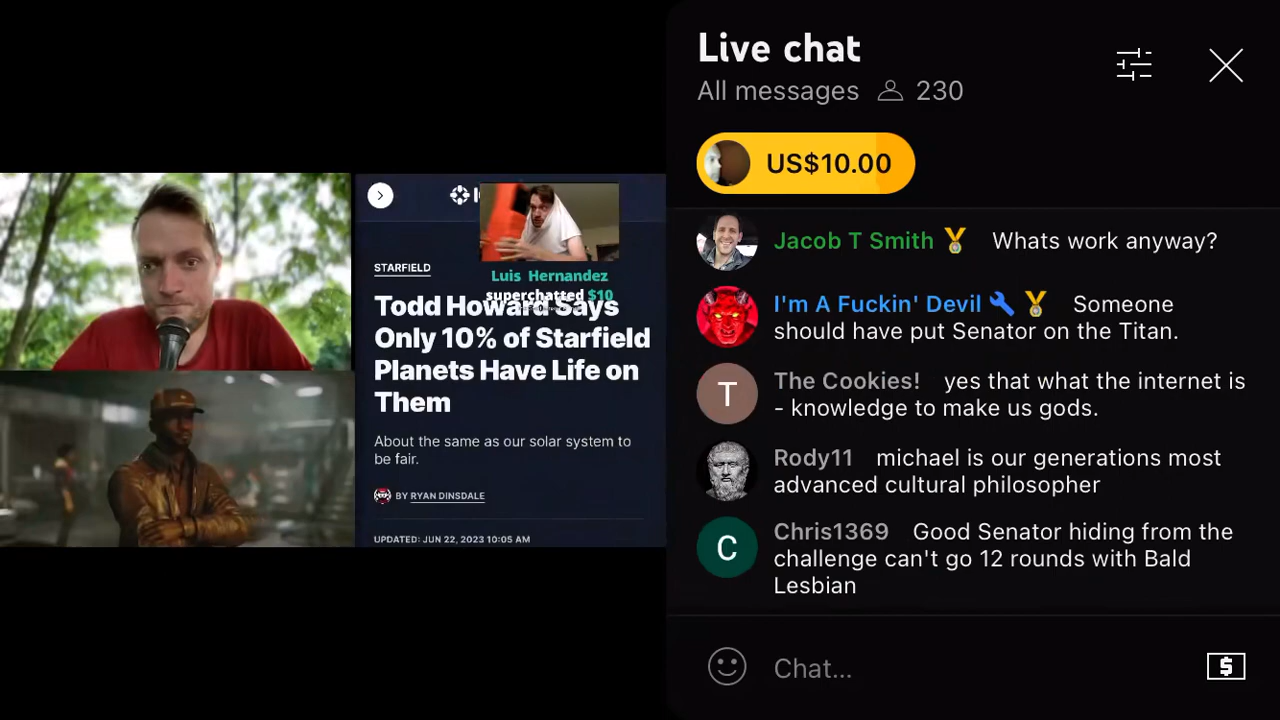 STARFIELD
Luis Hernandez
superchatted $10
Todd Howard Says
Only 10% of Starfield
Planets Have Life on
Them
About the same as our solar system to
be fair.
BY RYAN DINSDALE
UPDATED: JUN 22, 2023 10:05 AM
Live chat
All messages 230
US$10.00
Jacob T Smith Whats work anyway?
I'm A Fuckin' Devil Someone
should have put Senator on the Titan.
T
The Cookies! yes that what the internet is
- knowledge to make us gods.
Rody11 michael is our generations most
advanced cultural philosopher
C
Chris1369 Good Senator hiding from the
challenge can't go 12 rounds with Bald
Lesbian
Chat...
$